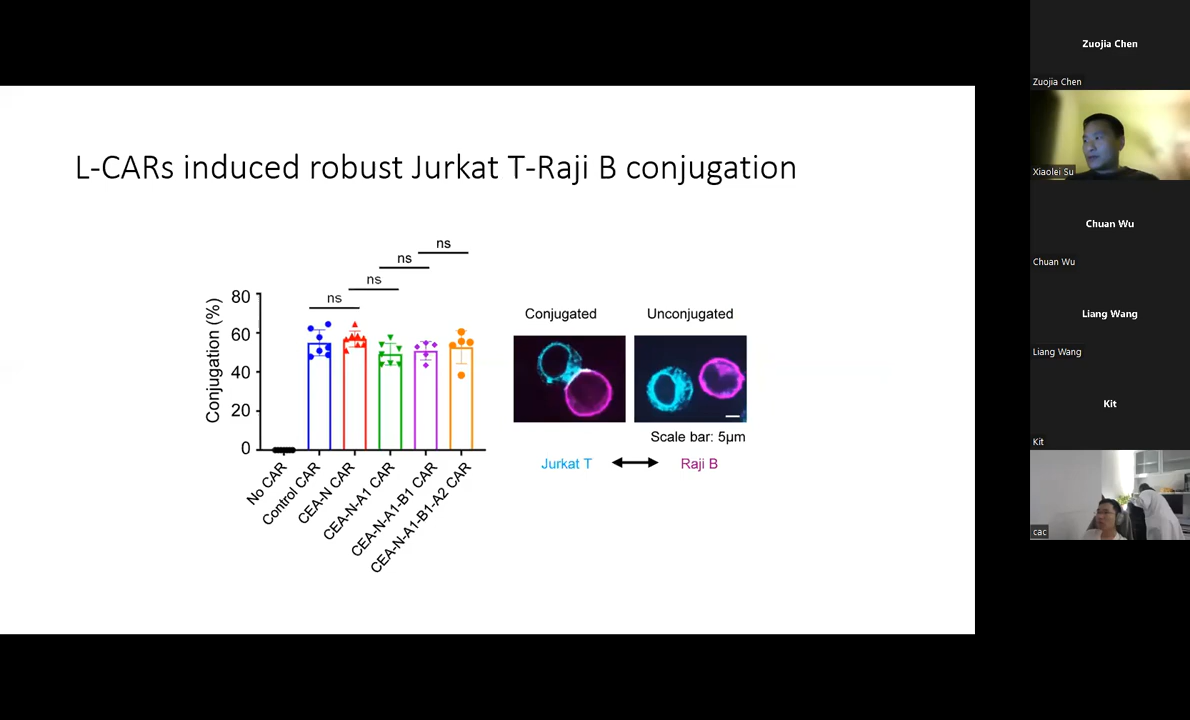 L-CARs induced robust Jurkat T-Raji B conjugation
ns
ns
ns
ns
Conjugation (%)
80
60
40
20
0
No CAR
Control CAR
CEA-N CAR
CEA-N-A1 CAR
CEA-N-A1-B1 CAR
CEA-N-A1-B1-A2 CAR
Conjugated
Unconjugated
Scale bar: 5μm
Jurkat T
Raji B
Zuojia Chen
Zuojia Chen
Xiaolei Su
Chuan Wu
Chuan Wu
Liang Wang
Liang Wang
Kit
Kit
cac